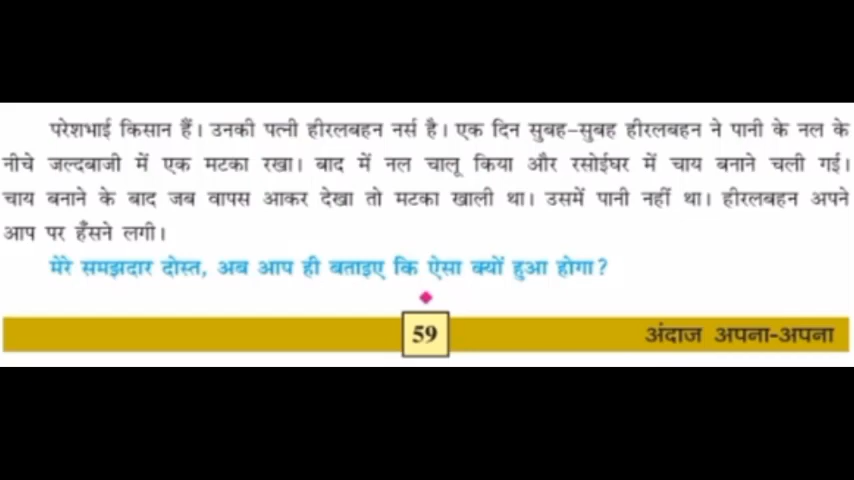 परेशभाई किसान हैं। उनकी पत्नी हीरलबहन नर्स है। एक दिन सुबह-सुबह हीरलबहन ने पानी के नल के
नीचे जल्दबाजी में एक मटका रखा। बाद में नल चालू किया और रसोईघर में चाय बनाने चली गई।
चाय बनाने के बाद जब वापस आकर देखा तो मटका खाली था। उसमें पानी नहीं था। हीरलबहन अपने
आप पर हँसने लगी।
मेरे समझदार दोस्त, अब आप ही बताइए कि ऐसा क्यों हुआ होगा?
59
अंदाज अपना-अपना